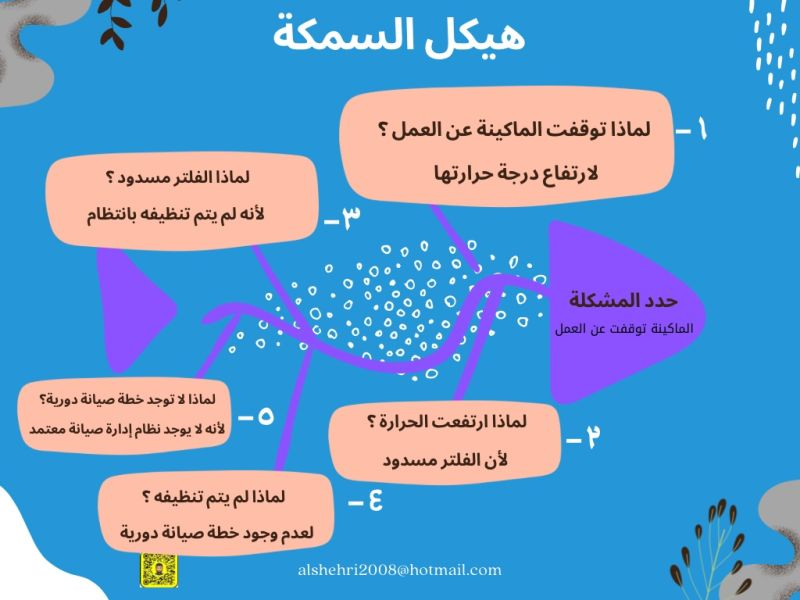 هيكل السمكة
١-
لماذا توقفت الماكينة عن العمل ؟
لارتفاع درجة حرارتها
حدد المشكلة
الماكينة توقفت عن العمل
٢-
لماذا ارتفعت الحرارة ؟
لأن الفلتر مسدود
٣-
لماذا الفلتر مسدود ؟
لأنه لم يتم تنظيفه بانتظام
٤-
لماذا لم يتم تنظيفه ؟
لعدم وجود خطة صيانة دورية
٥-
لماذا لا توجد خطة صيانة دورية؟
لأنه لا يوجد نظام إدارة صيانة معتمد
alshehri2008@hotmail.com